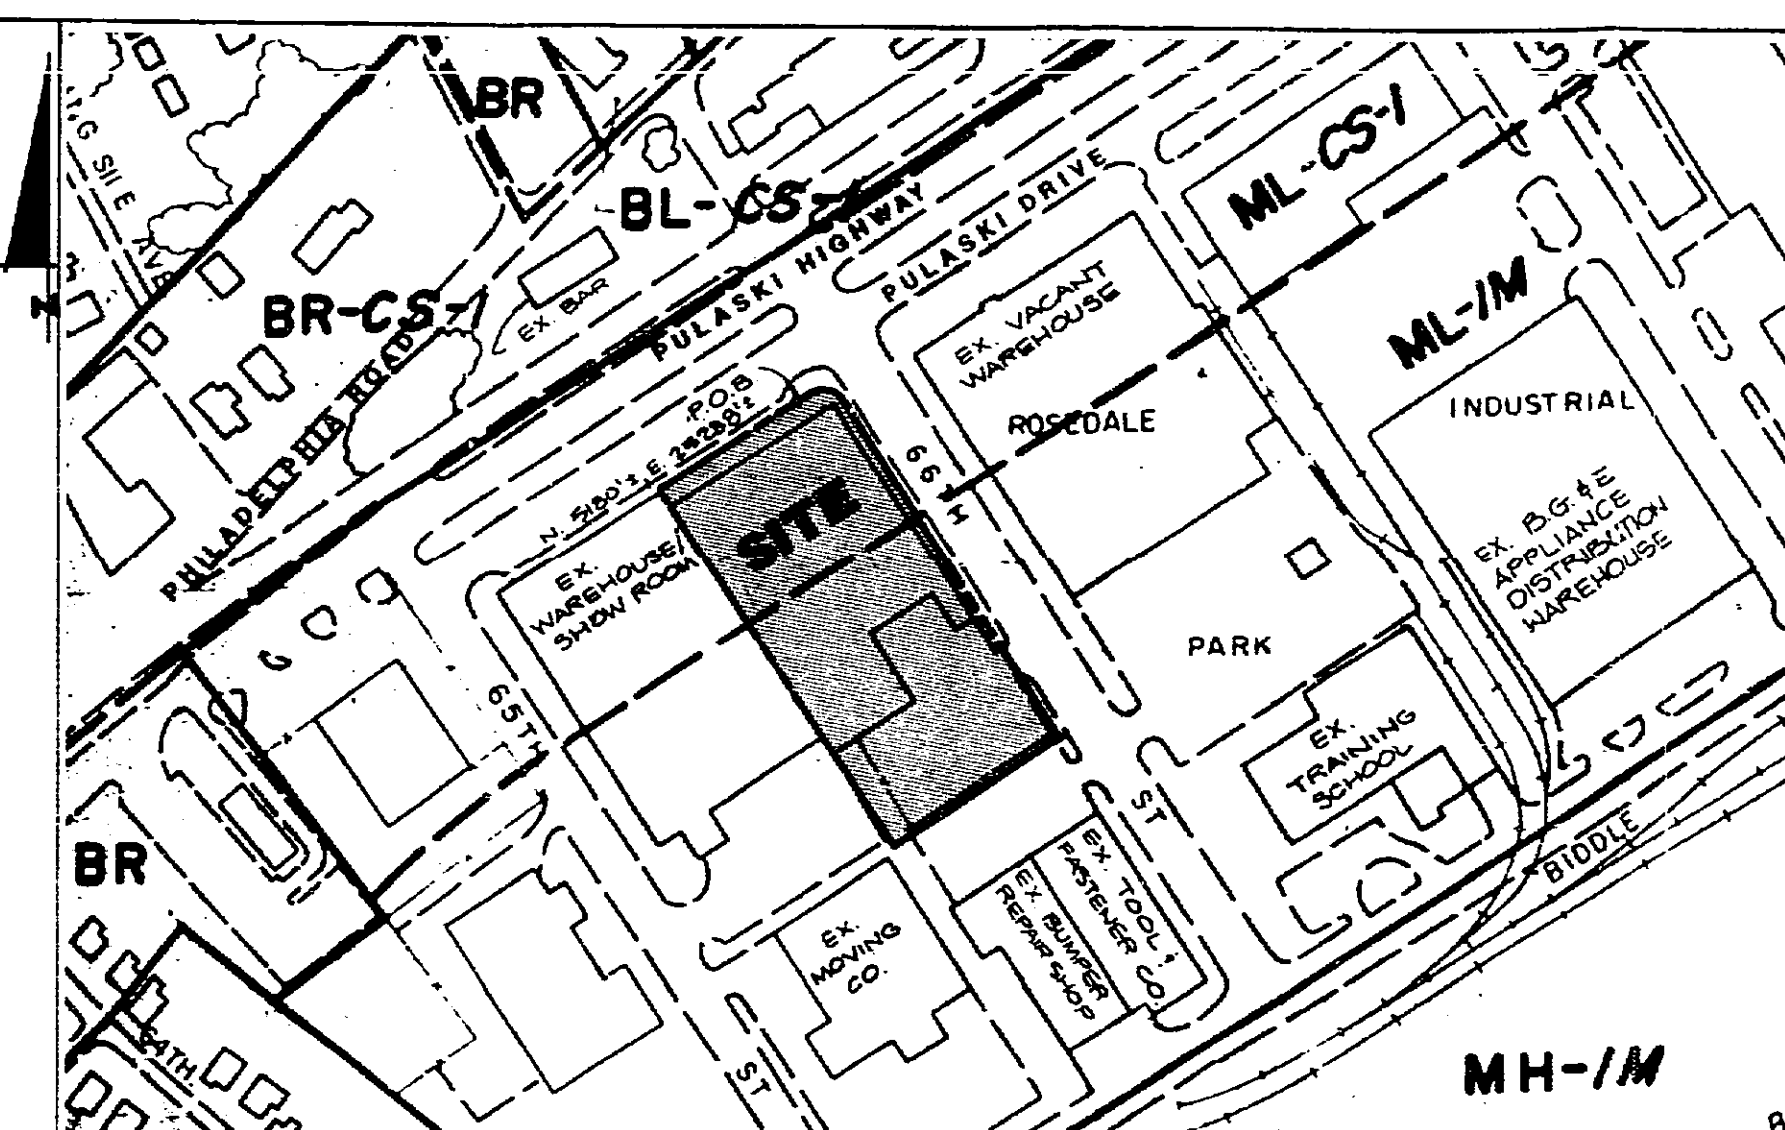 BR
BL-CS-1
ML-CS-1
PULASKI DRIVE
PULASKI HIGHWAY
N
BR-CS-1
EX. BAR
EX. VACANT
WAREHOUSE
ML-IM
PHILADELPHIA ROAD
P.O.B
ROSEDALE
INDUSTRIAL
66TH
SITE
EX.
WAREHOUSE/
SHOW ROOM
EX. B.G. & E
APPLIANCE
DISTRIBUTION
WAREHOUSE
PARK
65TH
EX.
TRAINING
SCHOOL
ST
BIDDLE
BR
EX. TOOL &
FASTENER CO.
EX. BUMPER
REPAIR SHOP
EX.
MOVING
CO.
64TH
ST
MH-IM